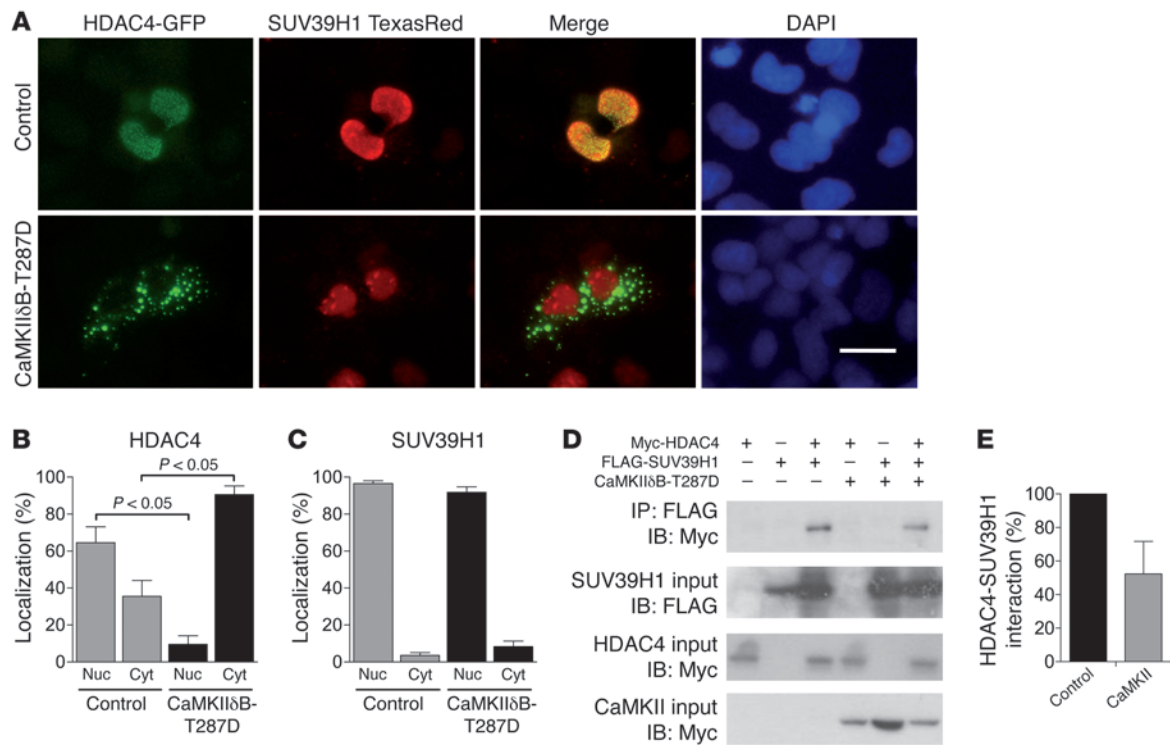 A
HDAC4-GFP SUV39H1 TexasRed Merge DAPI
Control
CaMKIIδB-T287D
B
HDAC4
Localization (%)
100
80
60
40
20
0
P < 0.05
P < 0.05
Nuc Cyt Nuc Cyt
Control CaMKIIδB-
T287D
C
SUV39H1
Localization (%)
100
80
60
40
20
0
Nuc Cyt Nuc Cyt
Control CaMKIIδB-
T287D
D
Myc-HDAC4 + – + + – +
FLAG-SUV39H1 – + + – + +
CaMKIIδB-T287D – – – + + +
IP: FLAG
IB: Myc
SUV39H1 input
IB: FLAG
HDAC4 input
IB: Myc
CaMKII input
IB: Myc
E
HDAC4-SUV39H1
interaction (%)
100
80
60
40
20
0
Control
CaMKII